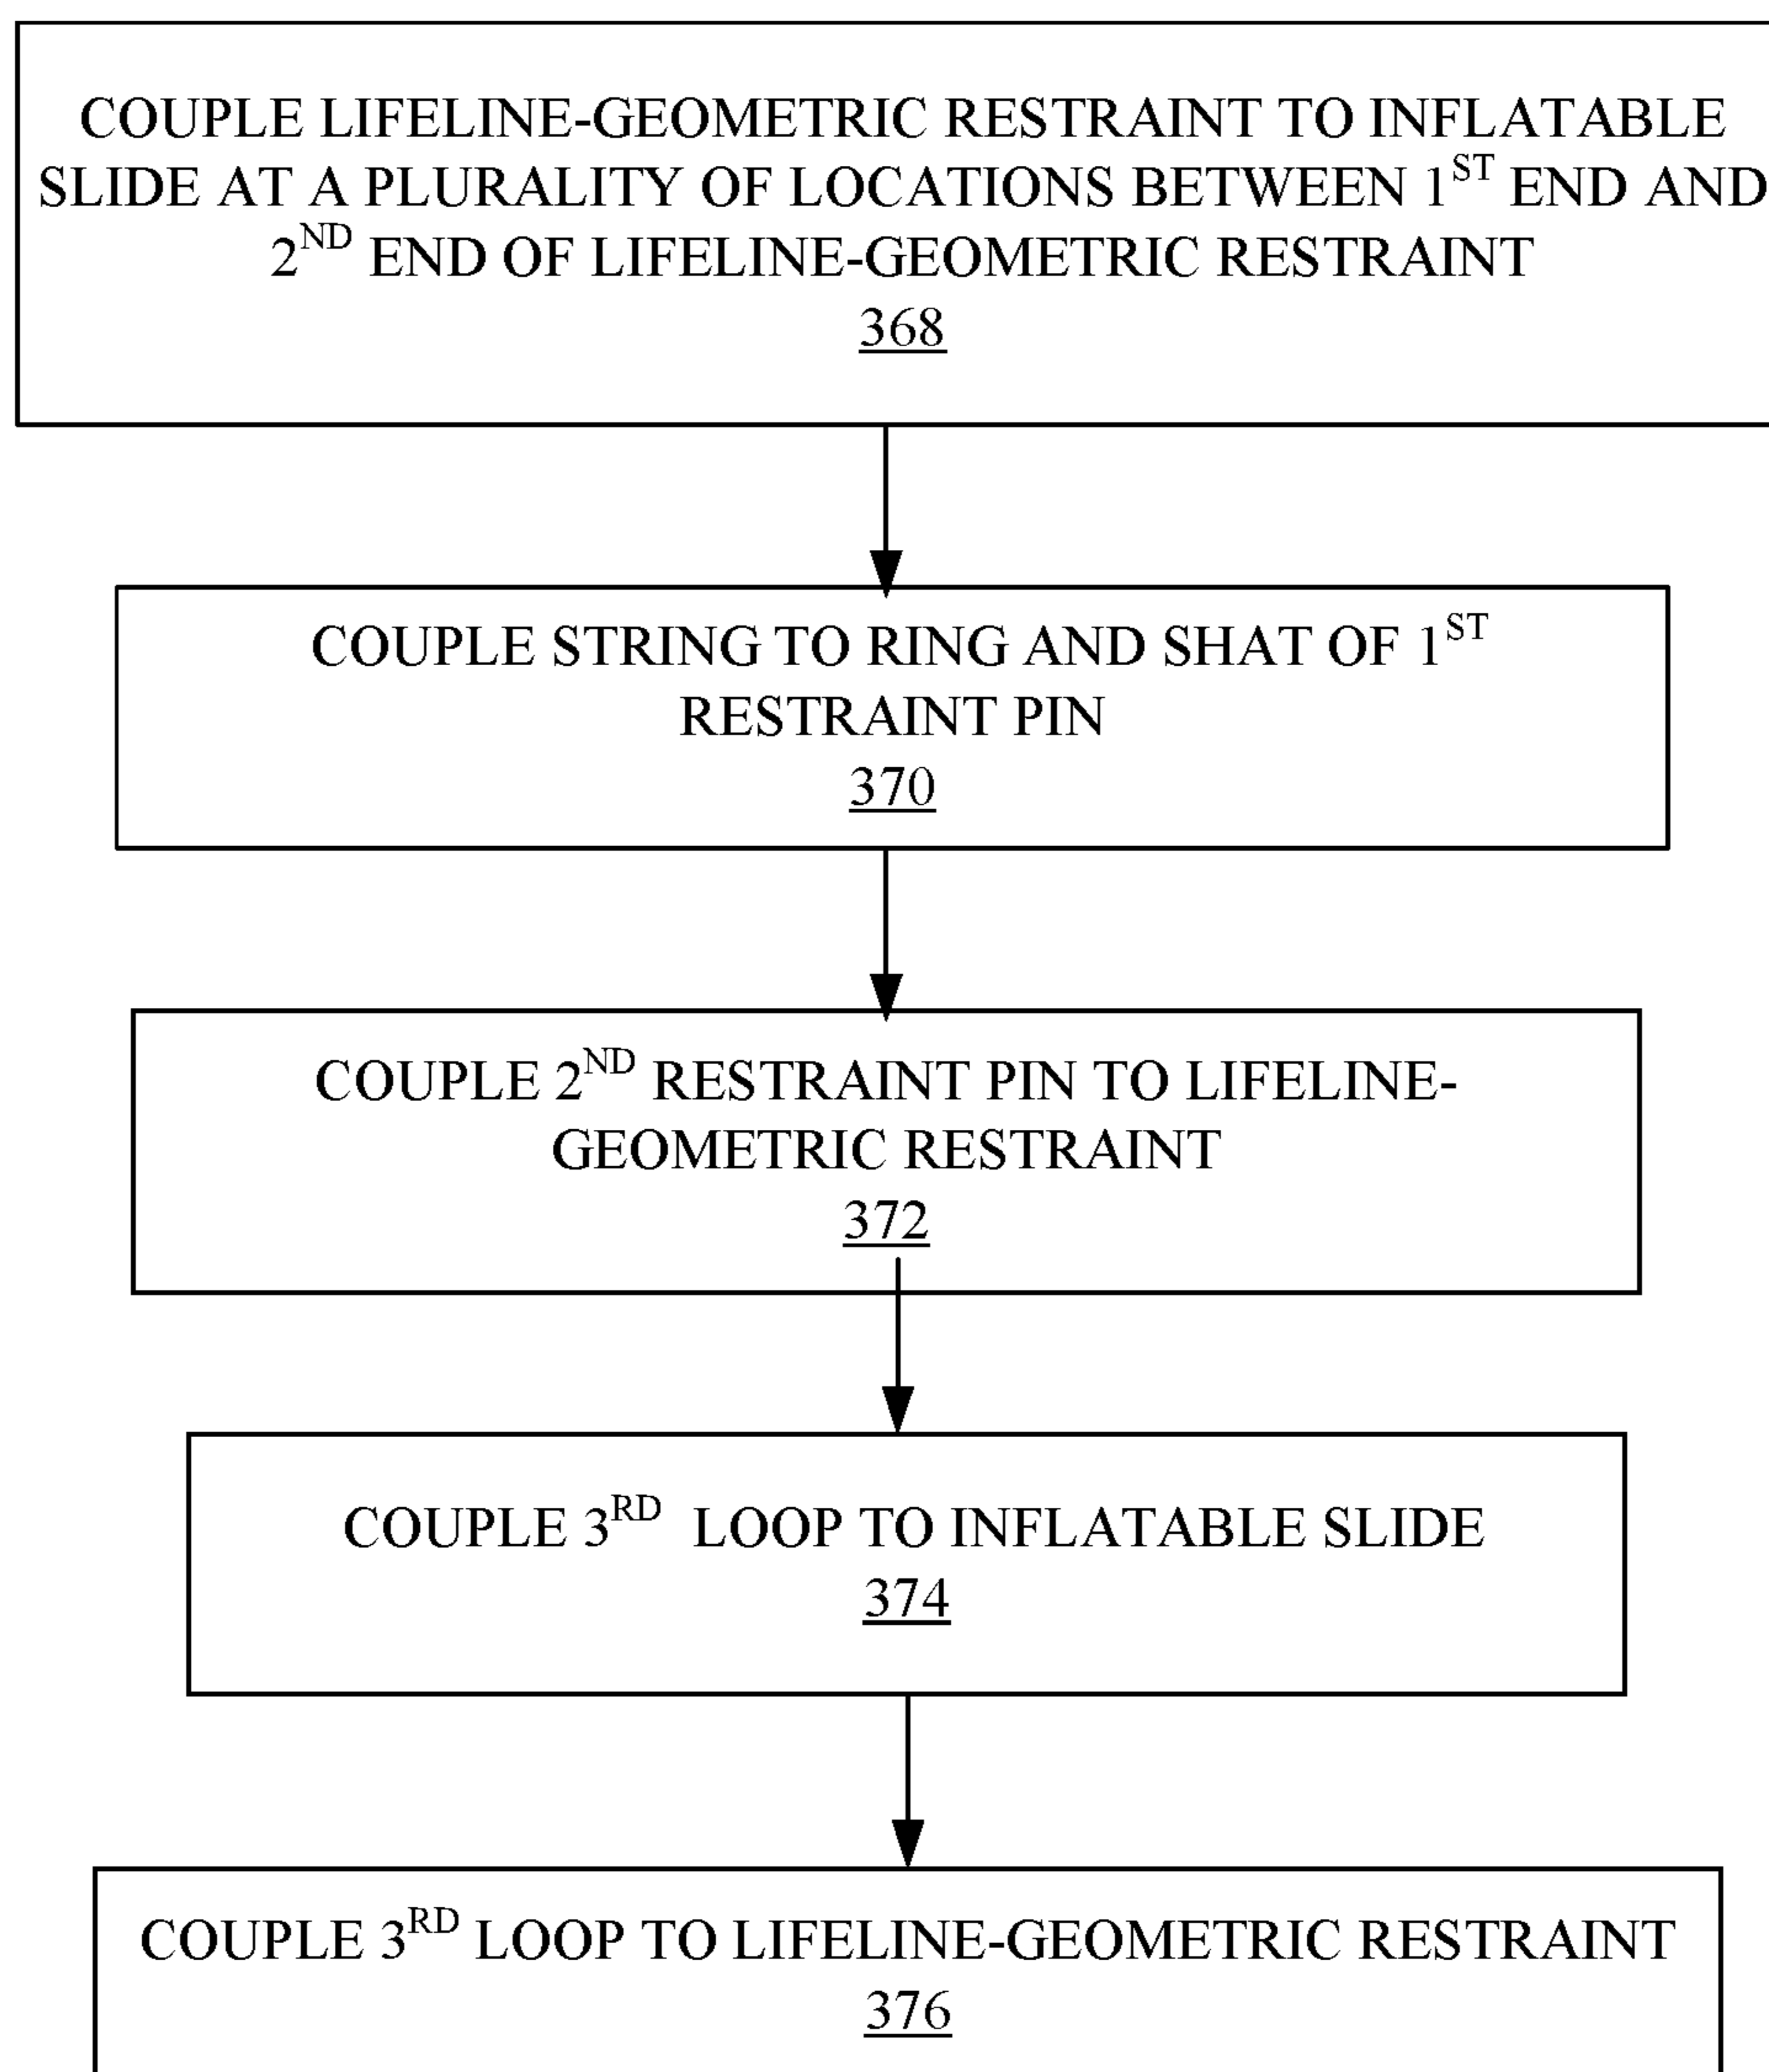 COUPLE LIFELINE-GEOMETRIC RESTRAINT TO INFLATABLE
SLIDE AT A PLURALITY OF LOCATIONS BETWEEN 1ST END AND
2ND END OF LIFELINE-GEOMETRIC RESTRAINT
368
COUPLE STRING TO RING AND SHAT OF 1ST
RESTRAINT PIN
370
COUPLE 2ND RESTRAINT PIN TO LIFELINE-
GEOMETRIC RESTRAINT
372
COUPLE 3RD LOOP TO INFLATABLE SLIDE
374
COUPLE 3RD LOOP TO LIFELINE-GEOMETRIC RESTRAINT
376